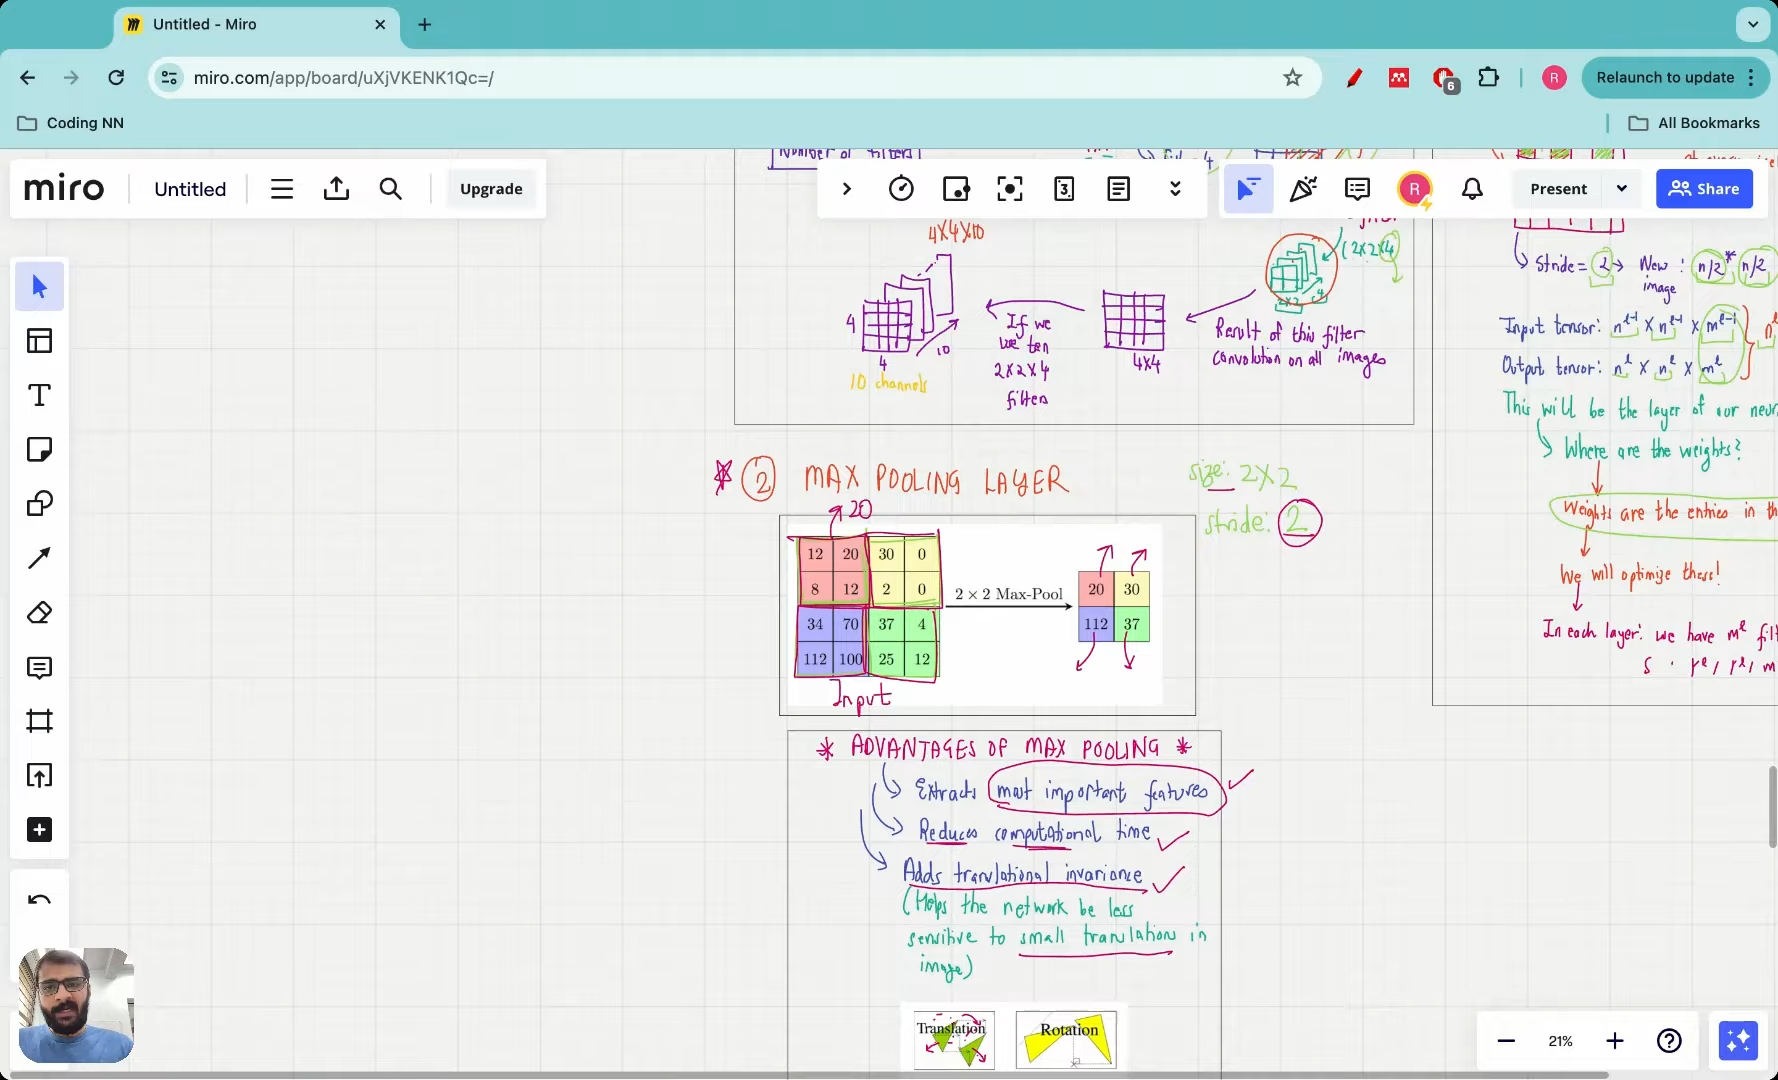 Untitled - Miro
miro.com/app/board/uXjVKENK1Qc=/
6
R
Relaunch to update
Coding NN
All Bookmarks
Number of filters
miro
Untitled
Upgrade
3
R
Present
Share
4X4X10
(2x2x4
4
10
4
10 channels
If we
ten
2X2X4
filters
4X4
2x2
4
Result of this filter
convolution on all images
Stride = 2 → New image : n/2 * n/2
Input tensor: n^l-1 X n^l-1 x m^l-1
Output tensor: n^l X n^l x m^l
This will be the layer of our
Where are the weights?
Weights are the entries in
We will optimize these!
In each layer: we have m^l
* 2 MAX POOLING LAYER
size: 2X2
stride: 2
20
12 20 30 0
8 12 2 0
34 70 37 4
112 100 25 12
Input
2 × 2 Max-Pool
20 30
112 37
* ADVANTAGES OF MAX POOLING *
Extracts most important features
Reduces computational time
Adds translational invariance
(Helps the network be less
sensitive to small translation in
image)
Translation
Rotation
21%